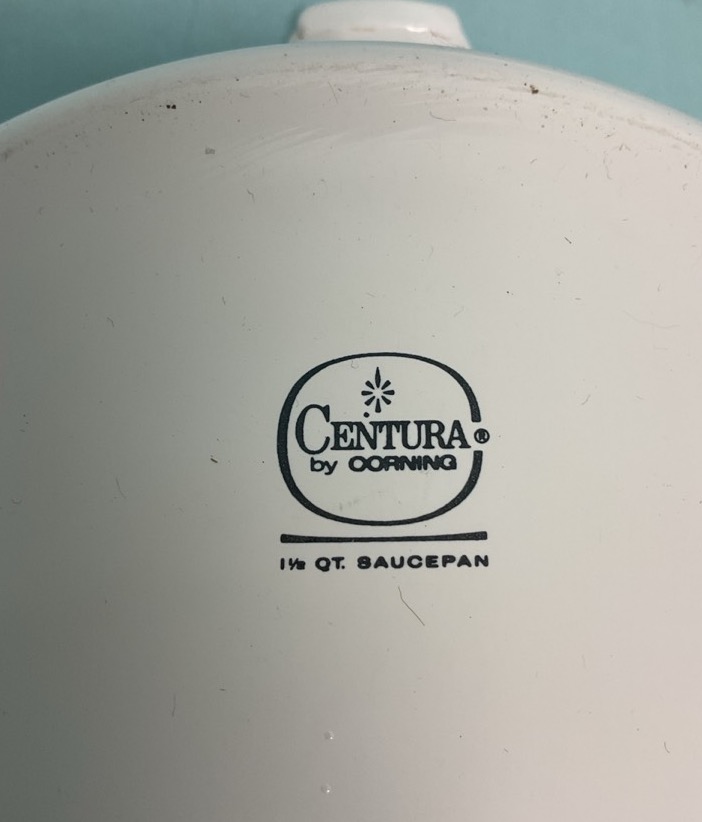 CENTURA®
by CORNING
1½ QT. SAUCEPAN